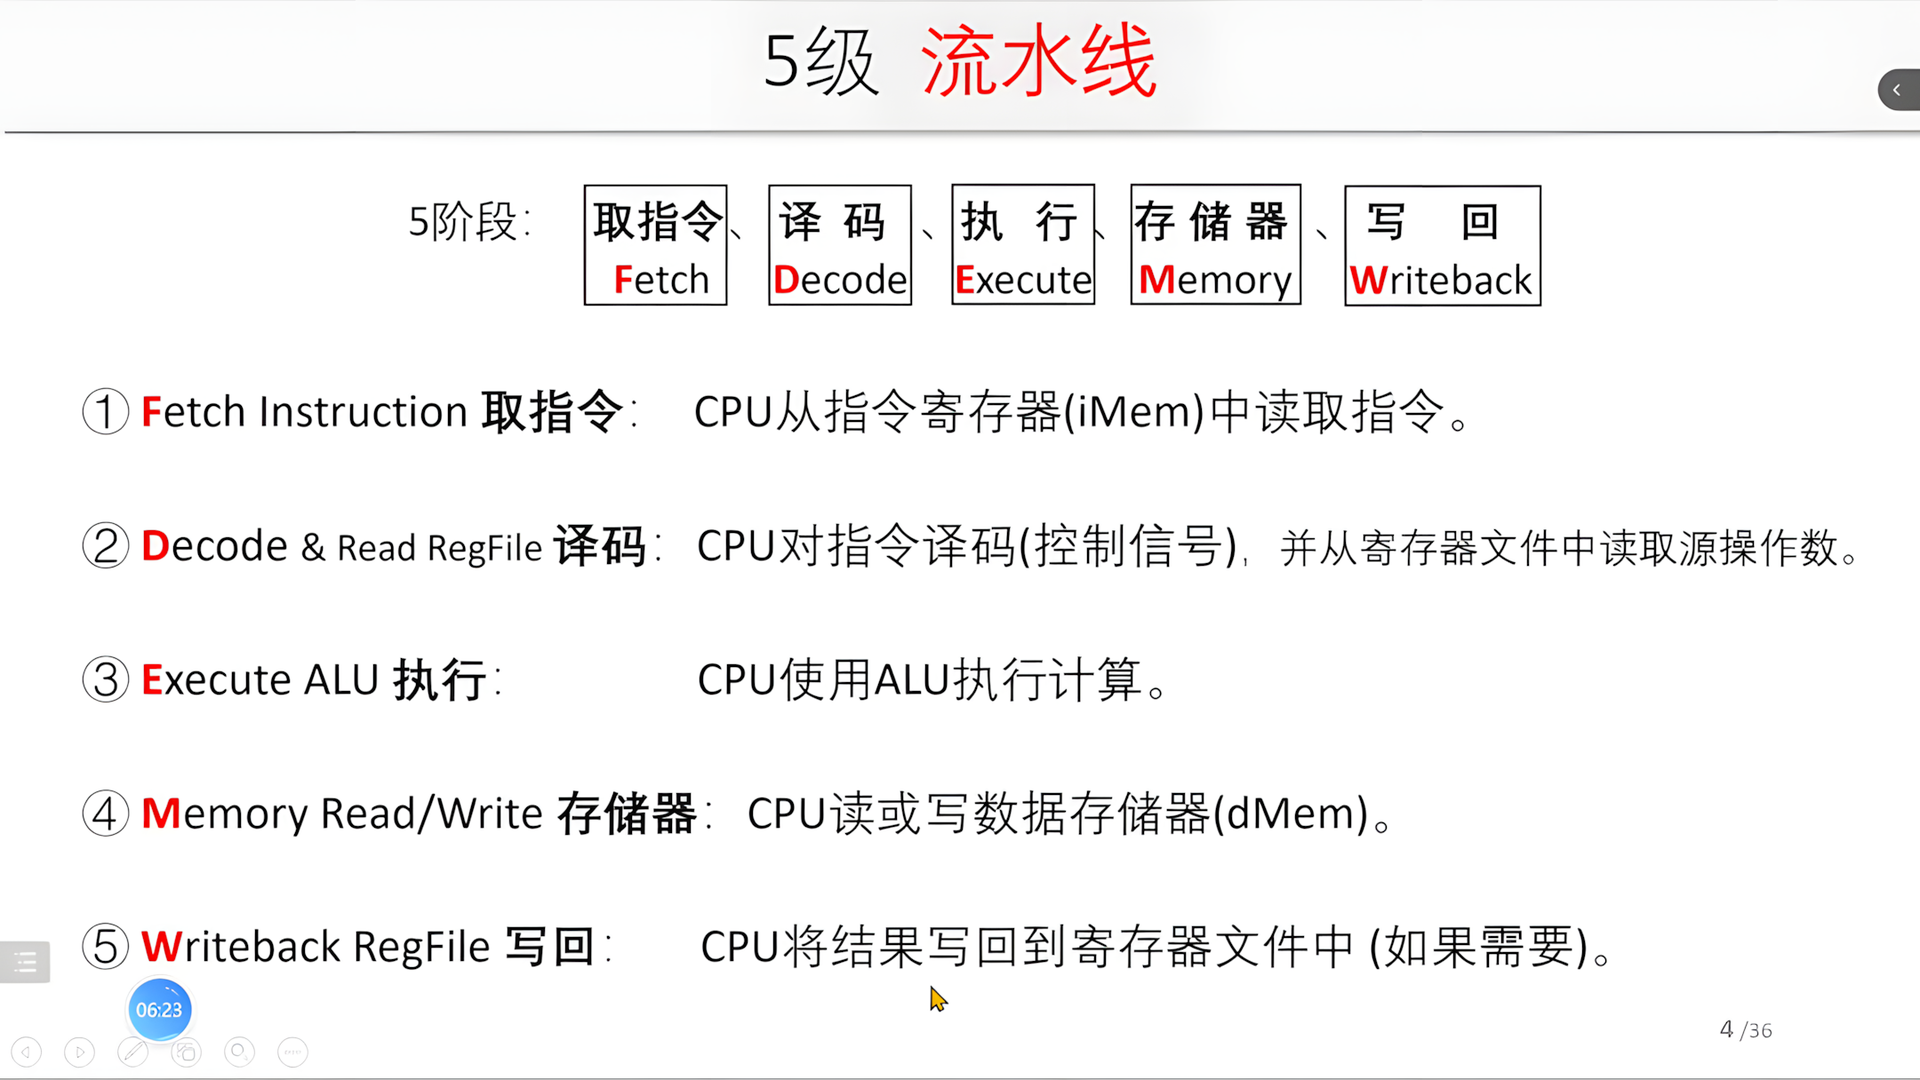 5级 流水线
5阶段： 取指令、 译 码 、 执 行、 存 储 器 、 写 回
Fetch Decode Execute Memory Writeback
① Fetch Instruction 取指令： CPU从指令寄存器(iMem)中读取指令。
② Decode & Read RegFile 译码： CPU对指令译码(控制信号)，并从寄存器文件中读取源操作数。
③ Execute ALU 执行： CPU使用ALU执行计算。
④ Memory Read/Write 存储器： CPU读或写数据存储器(dMem)。
⑤ Writeback RegFile 写回： CPU将结果写回到寄存器文件中 (如果需要)。
06:23
4 /36